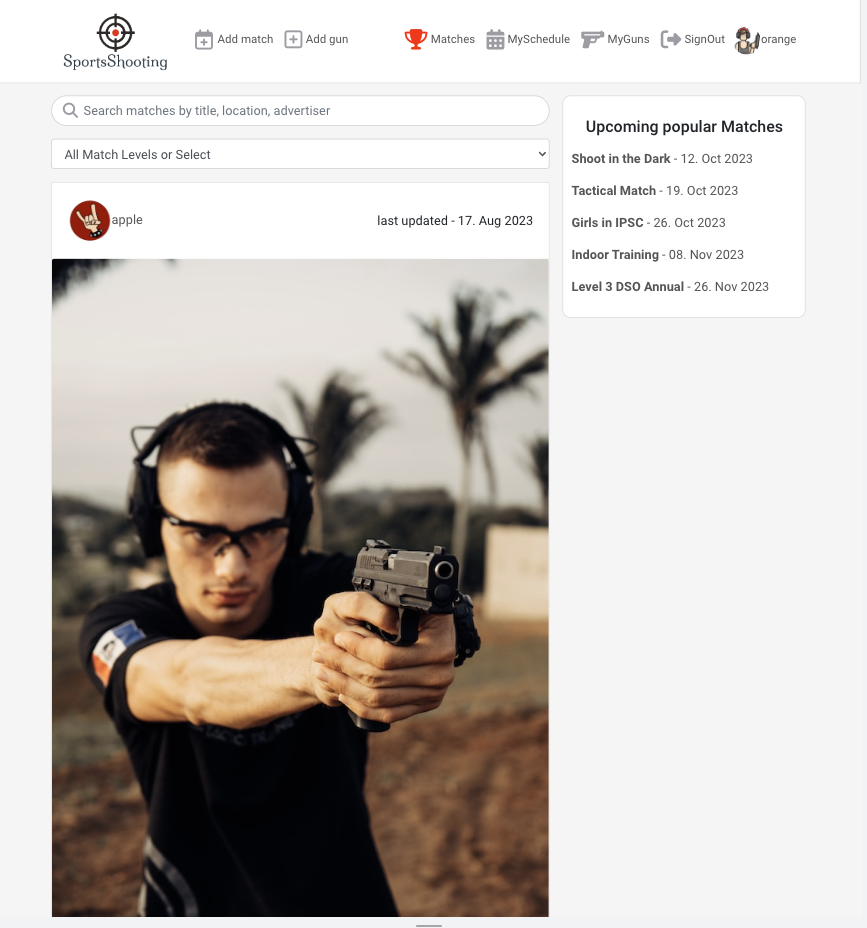 SportsShooting
Add match
Add gun
Matches
MySchedule
MyGuns
SignOut
orange
Search matches by title, location, advertiser
All Match Levels or Select
apple
last updated - 17. Aug 2023
Upcoming popular Matches
Shoot in the Dark - 12. Oct 2023
Tactical Match - 19. Oct 2023
Girls in IPSC - 26. Oct 2023
Indoor Training - 08. Nov 2023
Level 3 DSO Annual - 26. Nov 2023